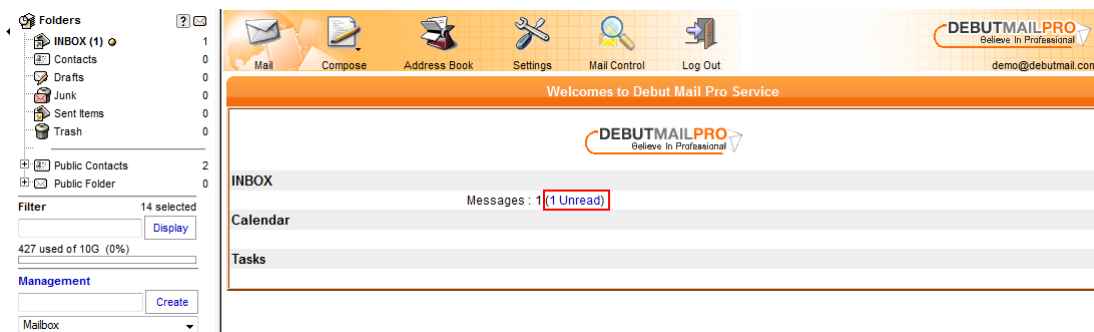 Folders ?
INBOX (1) 1
Contacts 0
Drafts 0
Junk 0
Sent Items 0
Trash 0
Public Contacts 2
Public Folder 0
Filter 14 selected
Display
427 used of 10G (0%)
Management
Create
Mailbox
Mail Compose Address Book Settings Mail Control Log Out
DEBUTMAILPRO
Believe In Professional
demo@debutmail.com
Welcomes to Debut Mail Pro Service
DEBUTMAILPRO
Believe In Professional
INBOX
Messages : 1 (1 Unread)
Calendar
Tasks